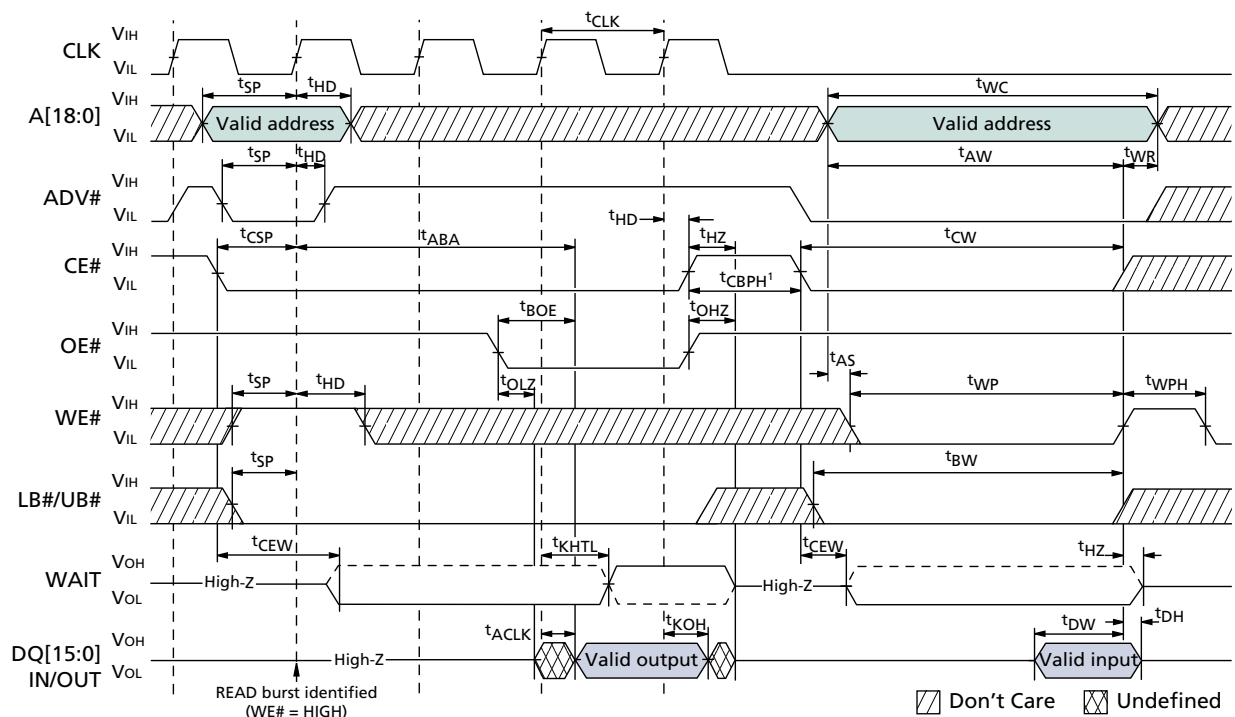 CLK VIH VIL tCLK
A[18:0] VIH VIL tSP tHD Valid address tWC Valid address
ADV# VIH VIL tSP tHD tAW tWR
CE# VIH VIL tCSP tABA tHD tHZ tCBPH¹ tCW
OE# VIH VIL tBOE tOHZ tOLZ tAS
WE# VIH VIL tSP tHD tWP tWPH
LB#/UB# VIH VIL tSP tBW
WAIT VOH VOL tCEW High-Z tKHTL High-Z tCEW tHZ
DQ[15:0] IN/OUT VOH VOL High-Z tACLK Valid output tKOH tDW Valid input tDH
READ burst identified
(WE# = HIGH)
Don't Care Undefined